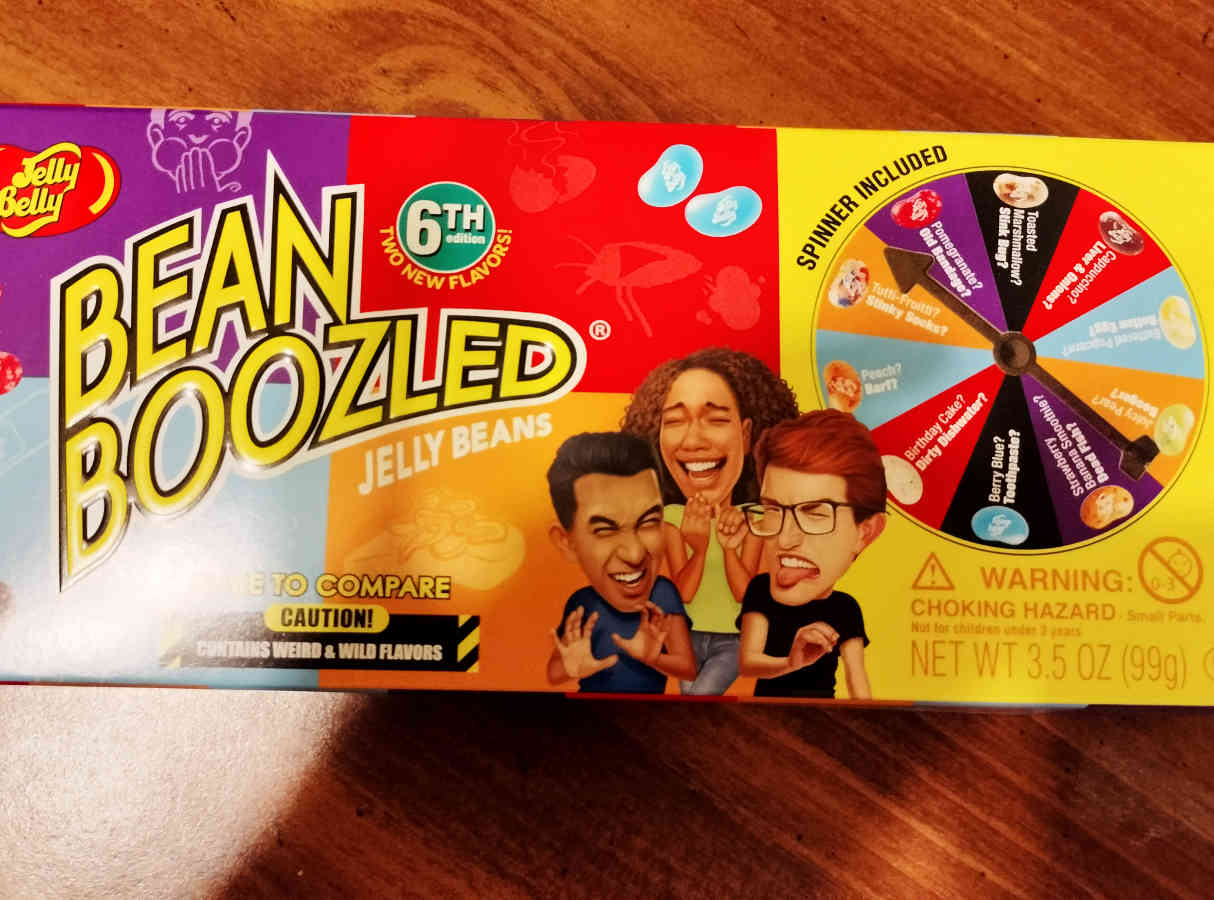 Jelly
Belly
BEAN
BOOZLED®
JELLY BEANS
6TH
edition
TWO NEW FLAVORS!
TO COMPARE
CAUTION!
CONTAINS WEIRD & WILD FLAVORS
SPINNER INCLUDED
Toasted
Marshmallow?
Stink Bug?
Cappuccino?
Liver & Onions?
Buttered Popcorn?
Rotten Egg?
Juicy Pear?
Booger?
Strawberry
Banana Smoothie?
Dead Fish?
Berry Blue?
Toothpaste?
Birthday Cake?
Dirty Dishwater?
Peach?
Barf?
Tutti-Fruitti?
Stinky Socks?
Pomegranate?
Old Bandage?
WARNING:
0-3
CHOKING HAZARD- Small Parts.
Not for children under 3 years
NET WT 3.5 OZ (99g)